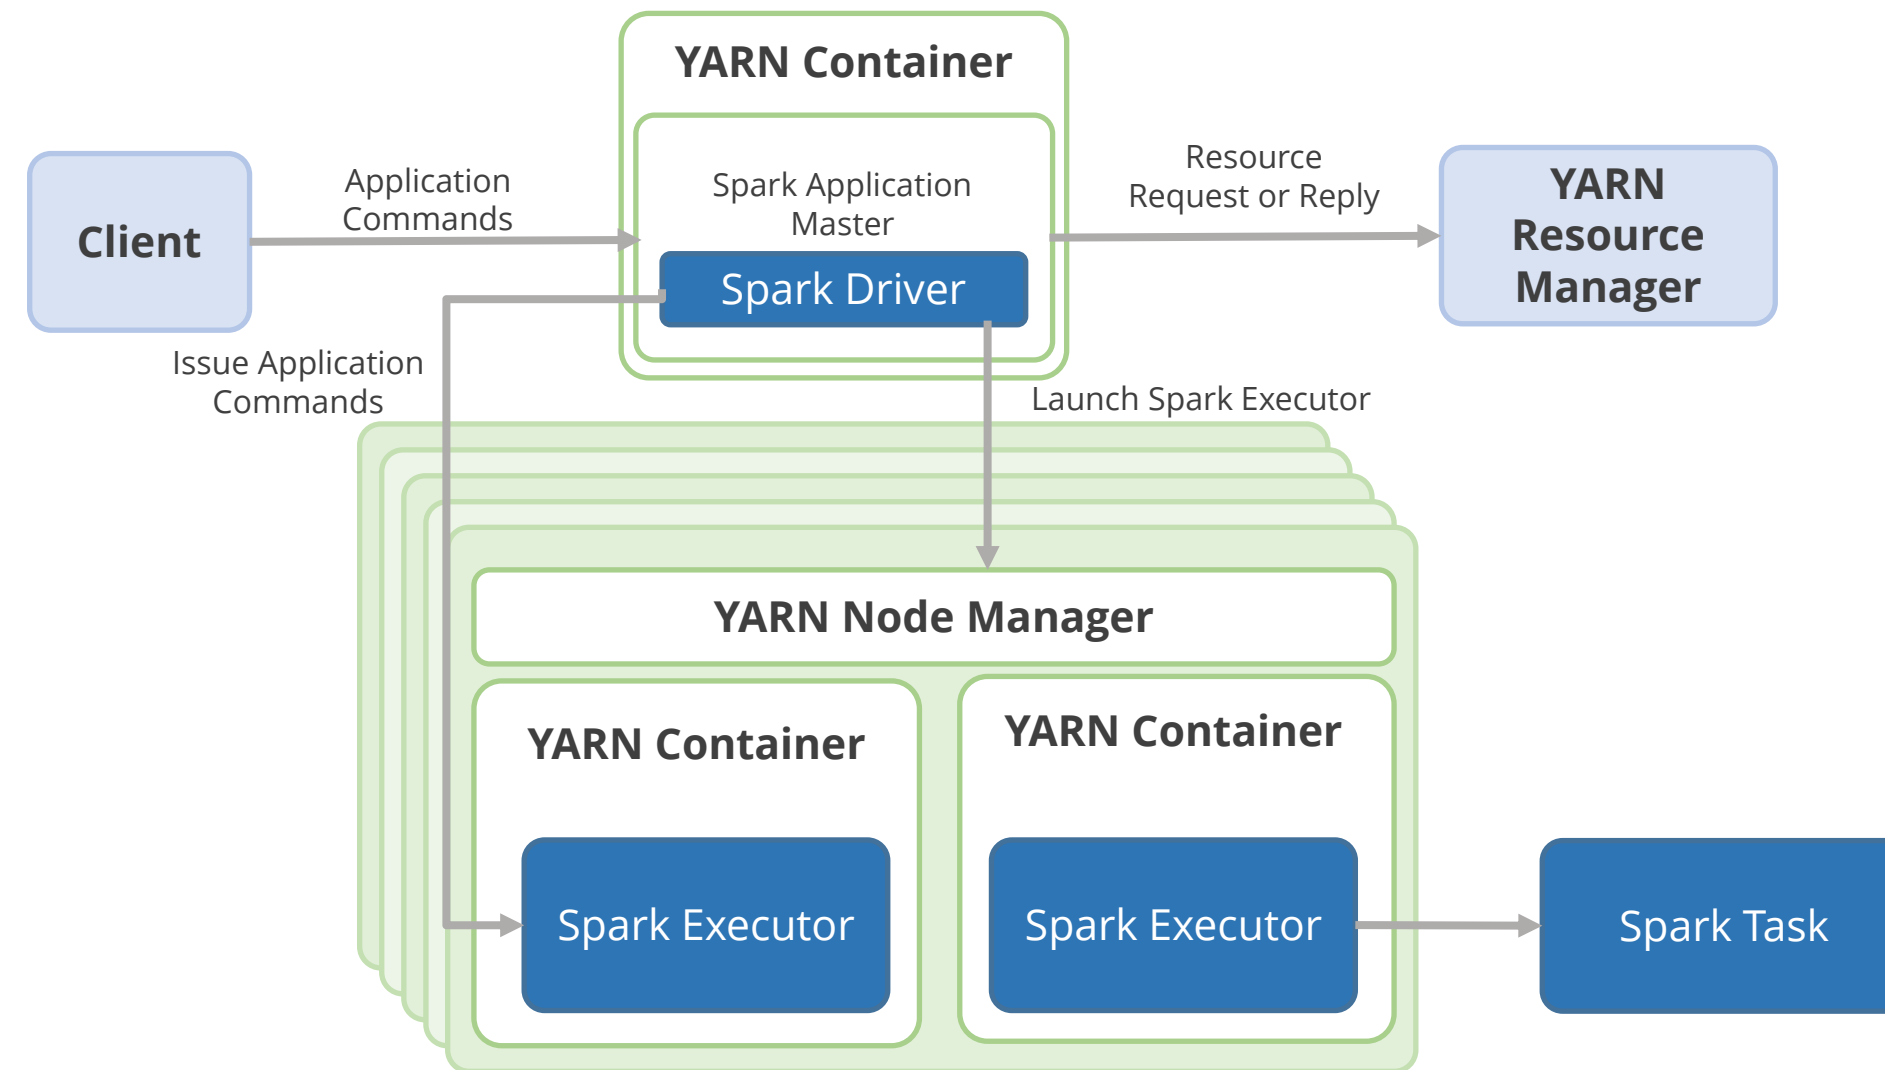 YARN Container
Application
Commands
Client
Spark Application
Master
Spark Driver
Resource
Request or Reply
YARN
Resource
Manager
Issue Application
Commands
Launch Spark Executor
YARN Node Manager
YARN Container
YARN Container
Spark Executor
Spark Executor
Spark Task